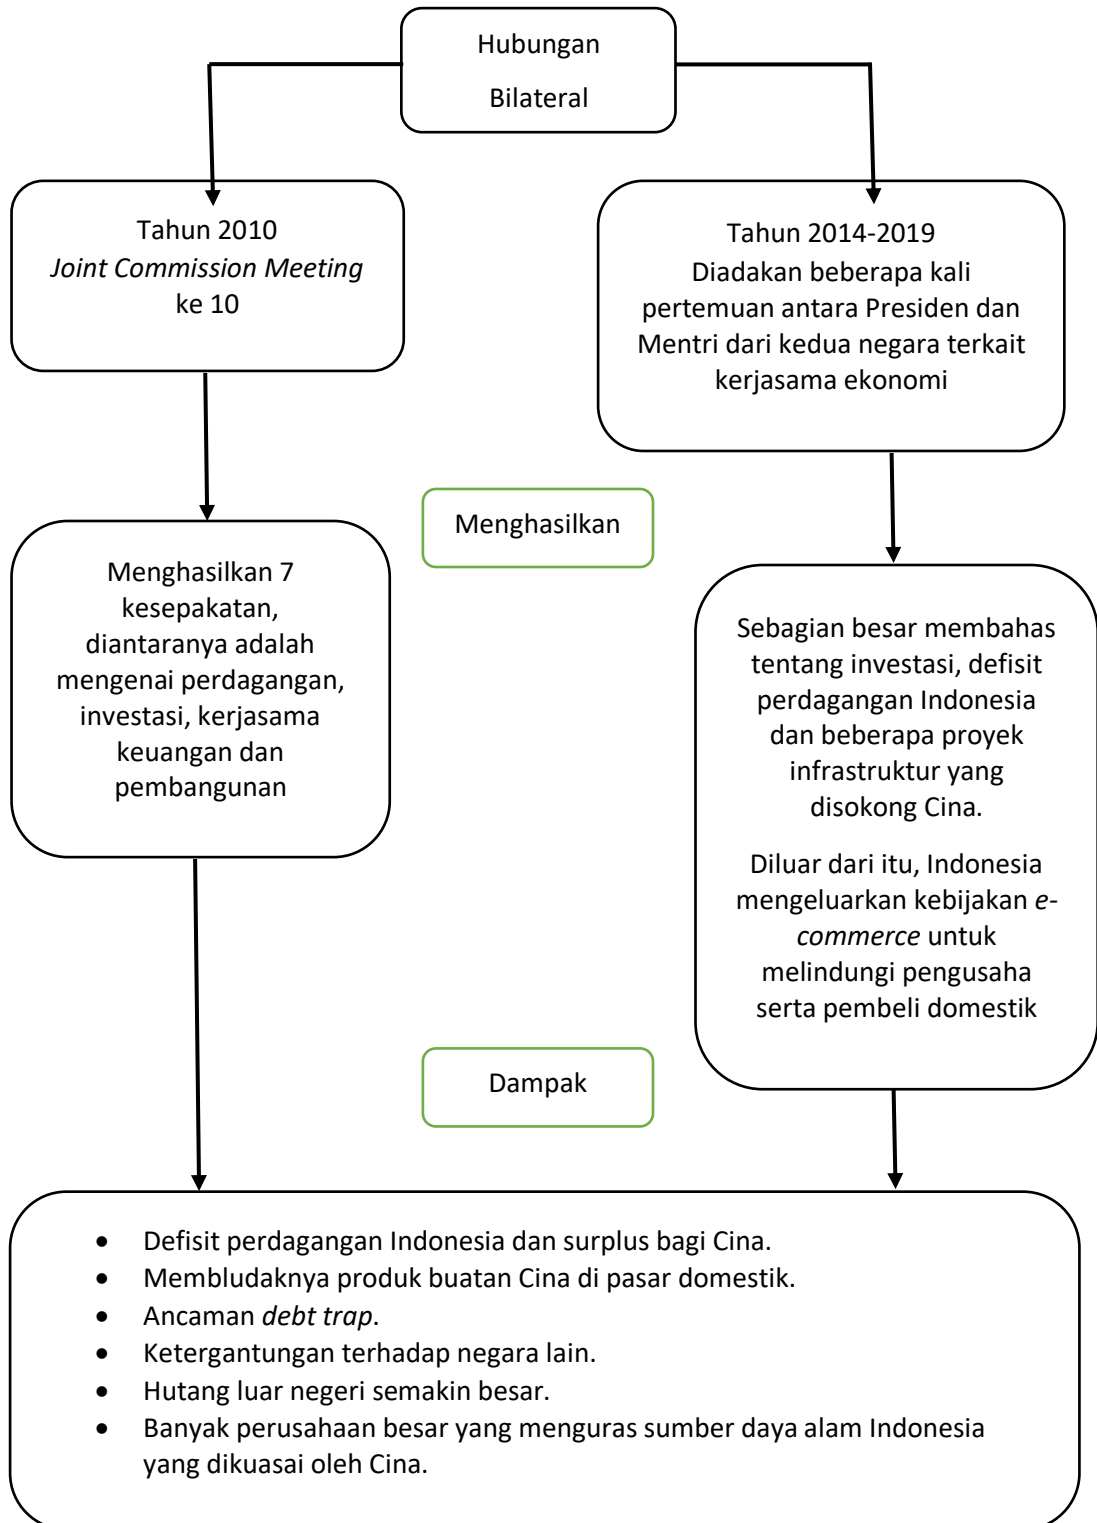 Hubungan
Bilateral
Tahun 2010
Joint Commission Meeting
ke 10
Tahun 2014-2019
Diadakan beberapa kali
pertemuan antara Presiden dan
Mentri dari kedua negara terkait
kerjasama ekonomi
Menghasilkan
Menghasilkan 7
kesepakatan,
diantaranya adalah
mengenai perdagangan,
investasi, kerjasama
keuangan dan
pembangunan
Sebagian besar membahas
tentang investasi, defisit
perdagangan Indonesia
dan beberapa proyek
infrastruktur yang
disokong Cina.
Diluar dari itu, Indonesia
mengeluarkan kebijakan e-
commerce untuk
melindungi pengusaha
serta pembeli domestik
Dampak
• Defisit perdagangan Indonesia dan surplus bagi Cina.
• Membludaknya produk buatan Cina di pasar domestik.
• Ancaman debt trap.
• Ketergantungan terhadap negara lain.
• Hutang luar negeri semakin besar.
• Banyak perusahaan besar yang menguras sumber daya alam Indonesia
yang dikuasai oleh Cina.